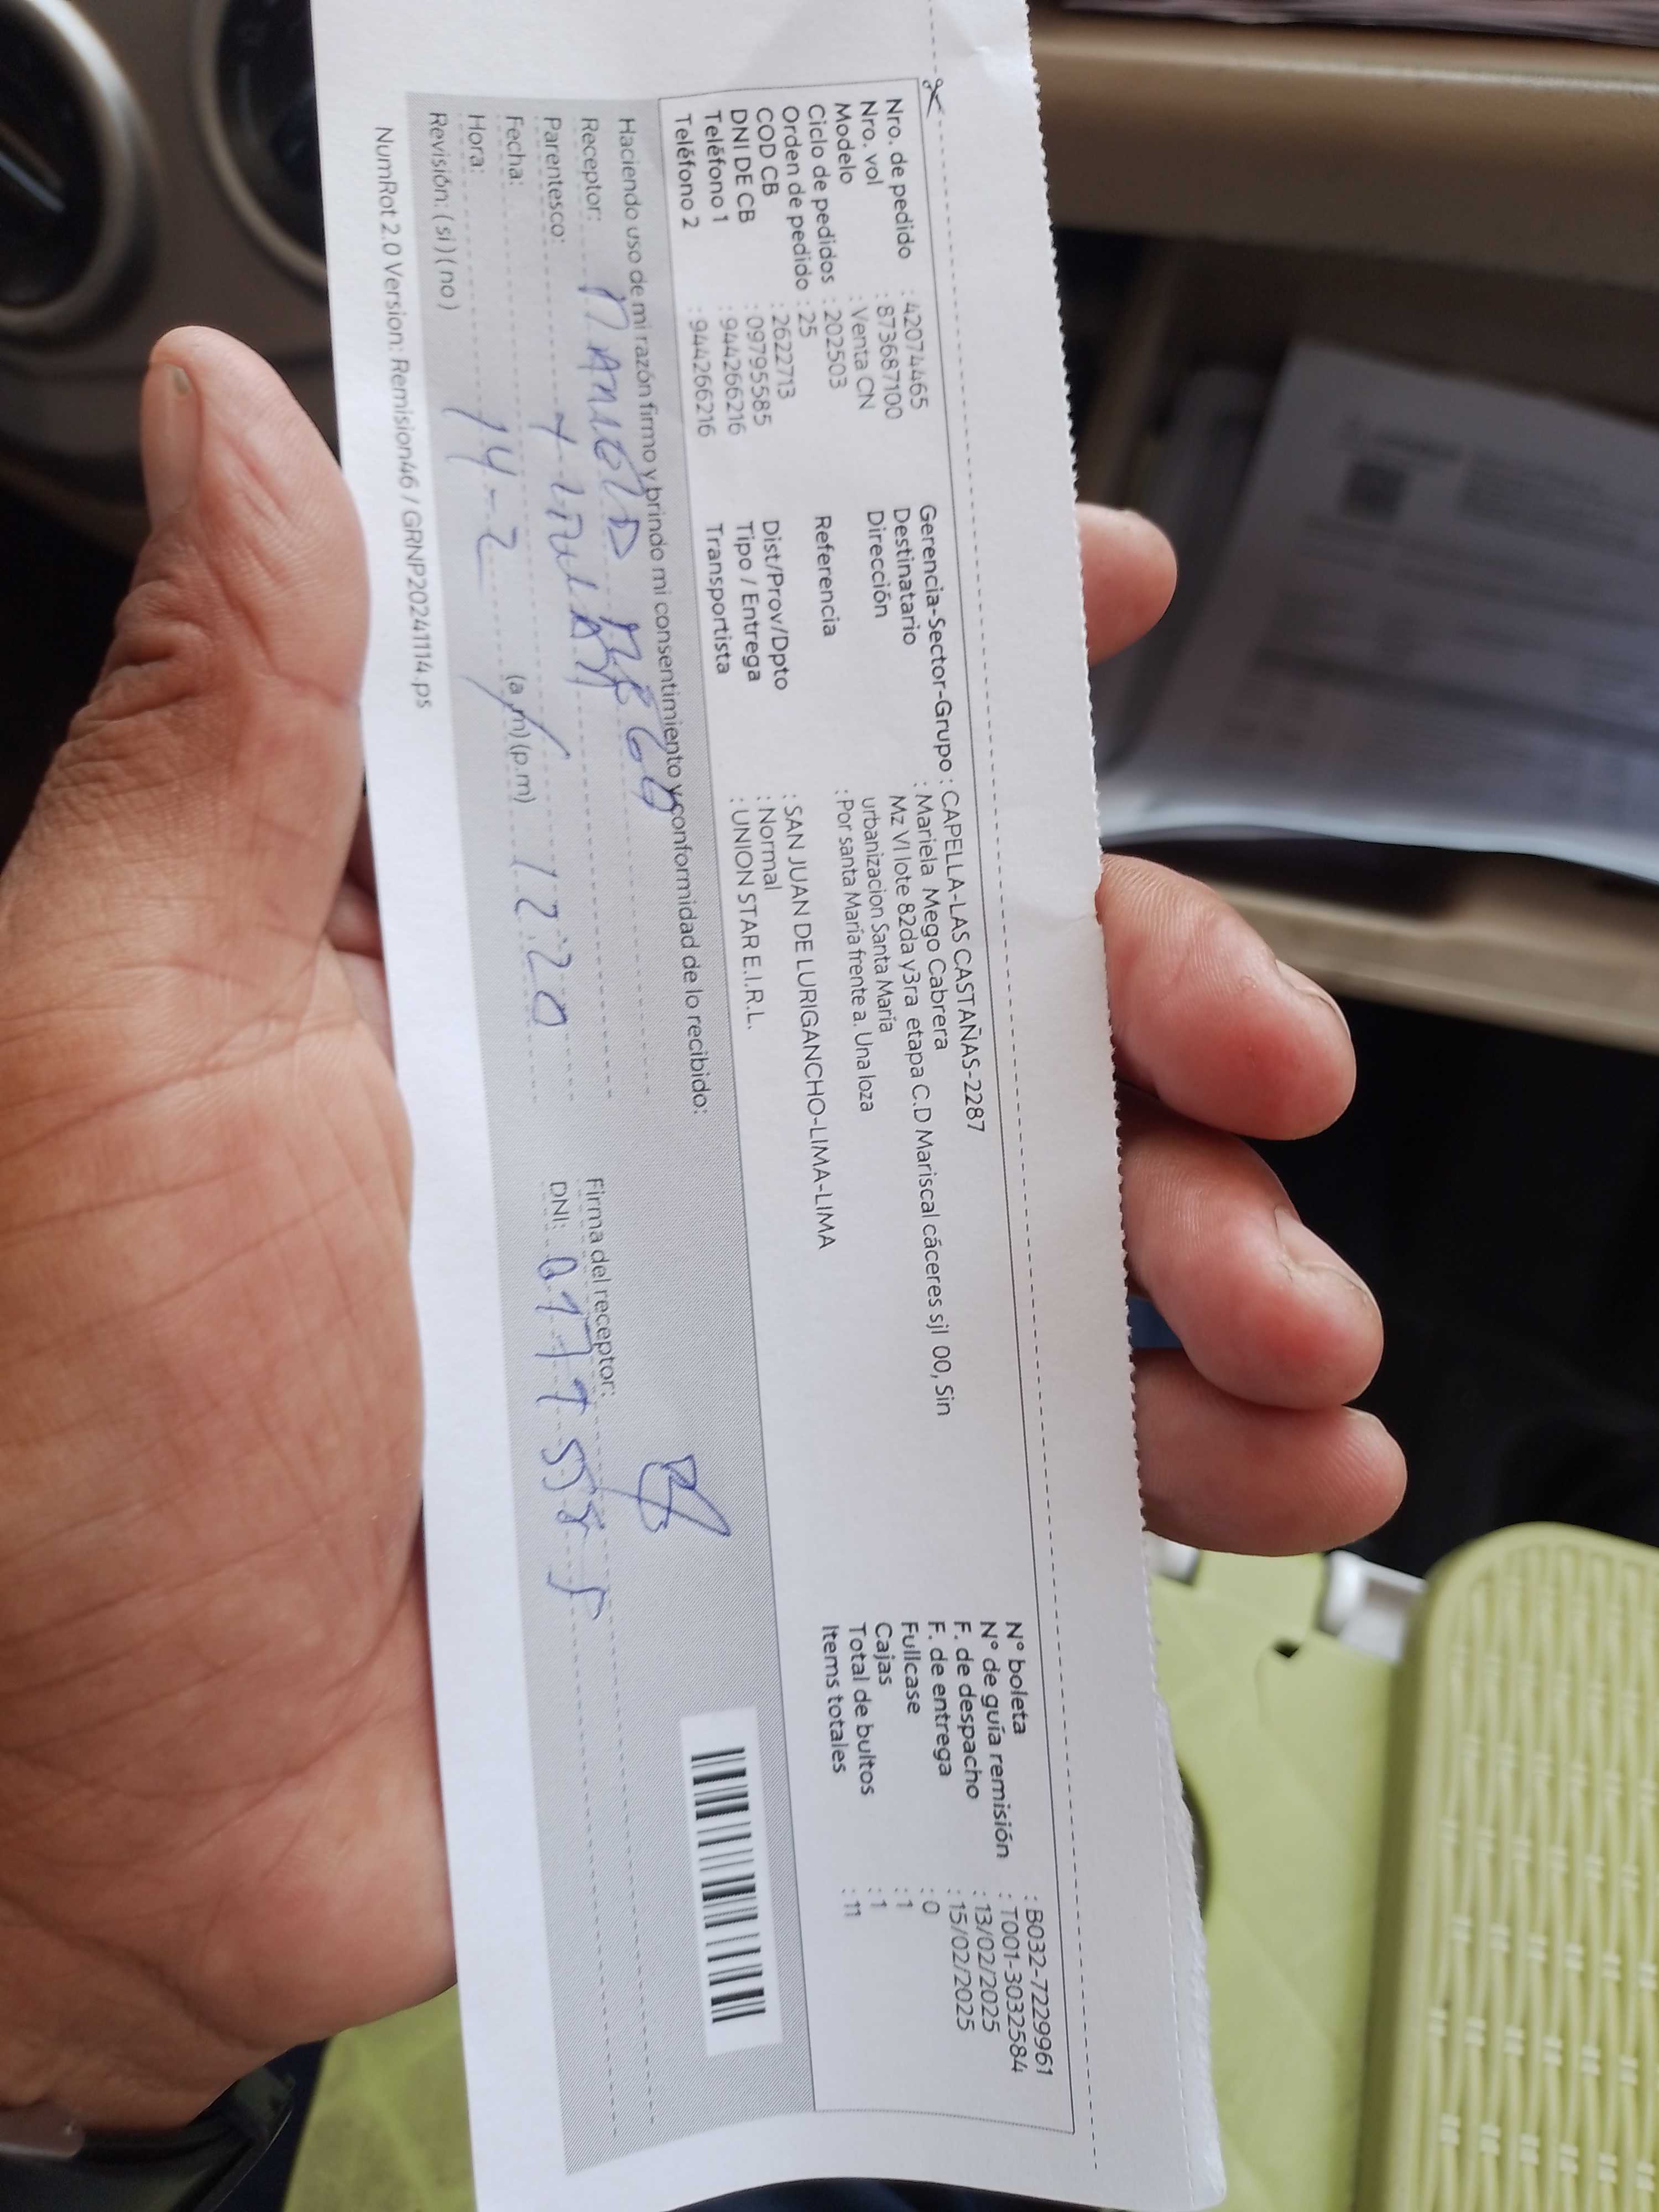 Nro. de pedido : 42074465
Nro. vol : 873687100
Modelo : Venta CN
Ciclo de pedidos : 202503
Orden de pedido : 25
COD CB : 2622713
DNI DE CB : 09795585
Teléfono 1 : 944266216
Teléfono 2 : 944266216
Gerencia-Sector-Grupo : CAPELLA-LAS CASTAÑAS-2287
Destinatario : Mariela Mego Cabrera
Dirección Mz VI lote 82da y3ra etapa C.D Mariscal cáceres sjl 00, Sin
urbanizacion Santa María
Referencia : Por santa María frente a. Una loza
Dist/Prov/Dpto : SAN JUAN DE LURIGANCHO-LIMA-LIMA
Tipo / Entrega : Normal
Transportista : UNION STAR E.I.R.L.
N° boleta : B032-7229961
N° de guía remisión : T001-3032584
F. de despacho : 13/02/2025
F. de entrega : 15/02/2025
Fullcase : 0
Cajas : 1
Total de bultos : 1
Items totales : 11
Haciendo uso de mi razón firmo y brindo mi consentimiento y conformidad de lo recibido:
Receptor:
Parentesco:
Fecha: 14-2
Hora: (a.m) (p.m) 12:20
Revisión: ( si ) ( no )
Firma del receptor:
DNI:
NumRot 2.0 Version: Remision46 / GRNP20241114.ps